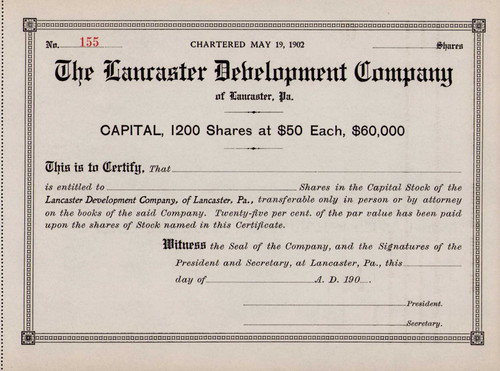 No. 155 CHARTERED MAY 19, 1902 Shares
The Lancaster Development Company
of Lancaster, Pa.
CAPITAL, 1200 Shares at $50 Each, $60,000
This is to Certify, That
is entitled to Shares in the Capital Stock of the
Lancaster Development Company, of Lancaster, Pa., transferable only in person or by attorney
on the books of the said Company. Twenty-five per cent. of the par value has been paid
upon the shares of Stock named in this Certificate.
Witness the Seal of the Company, and the Signatures of the
President and Secretary, at Lancaster, Pa., this
day of A. D. 190 .
President.
Secretary.